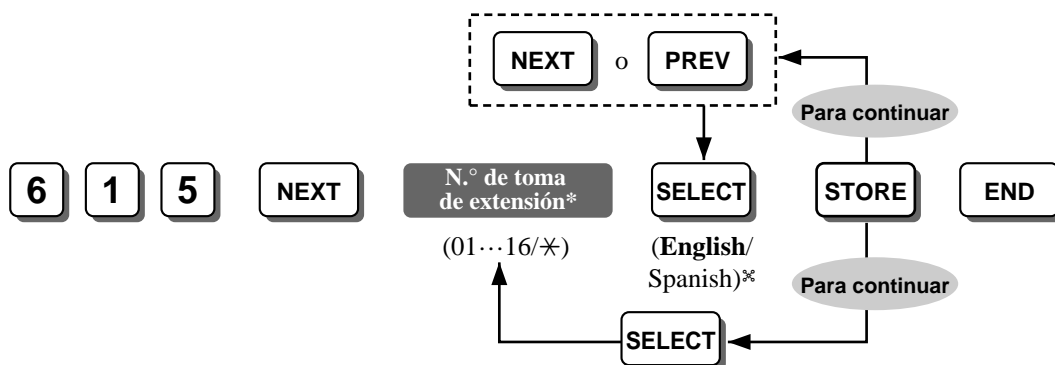 NEXT o PREV
Para continuar
6 1 5 NEXT N.° de toma de extensión* SELECT STORE END
(01···16/✳) (English/
Spanish)⌘
Para continuar
SELECT